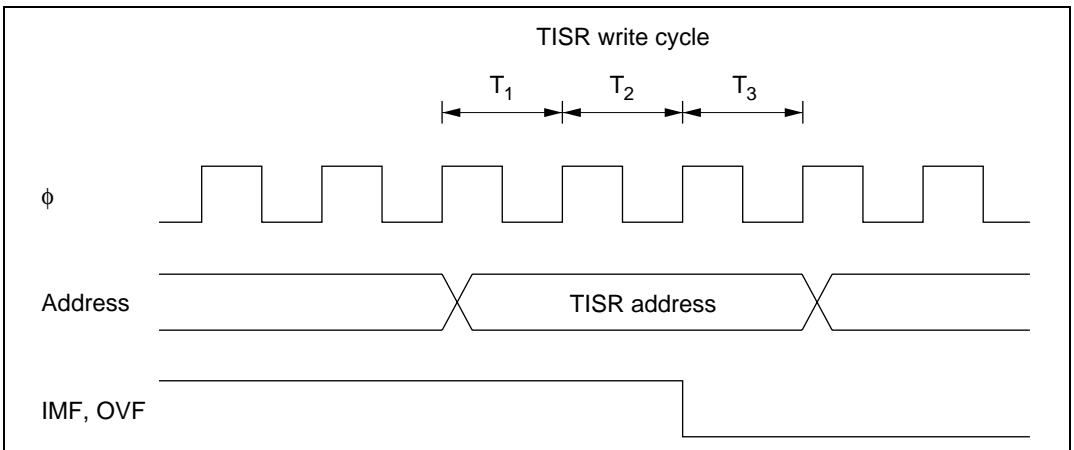 TISR write cycle
T1 T2 T3
φ
Address
TISR address
IMF, OVF